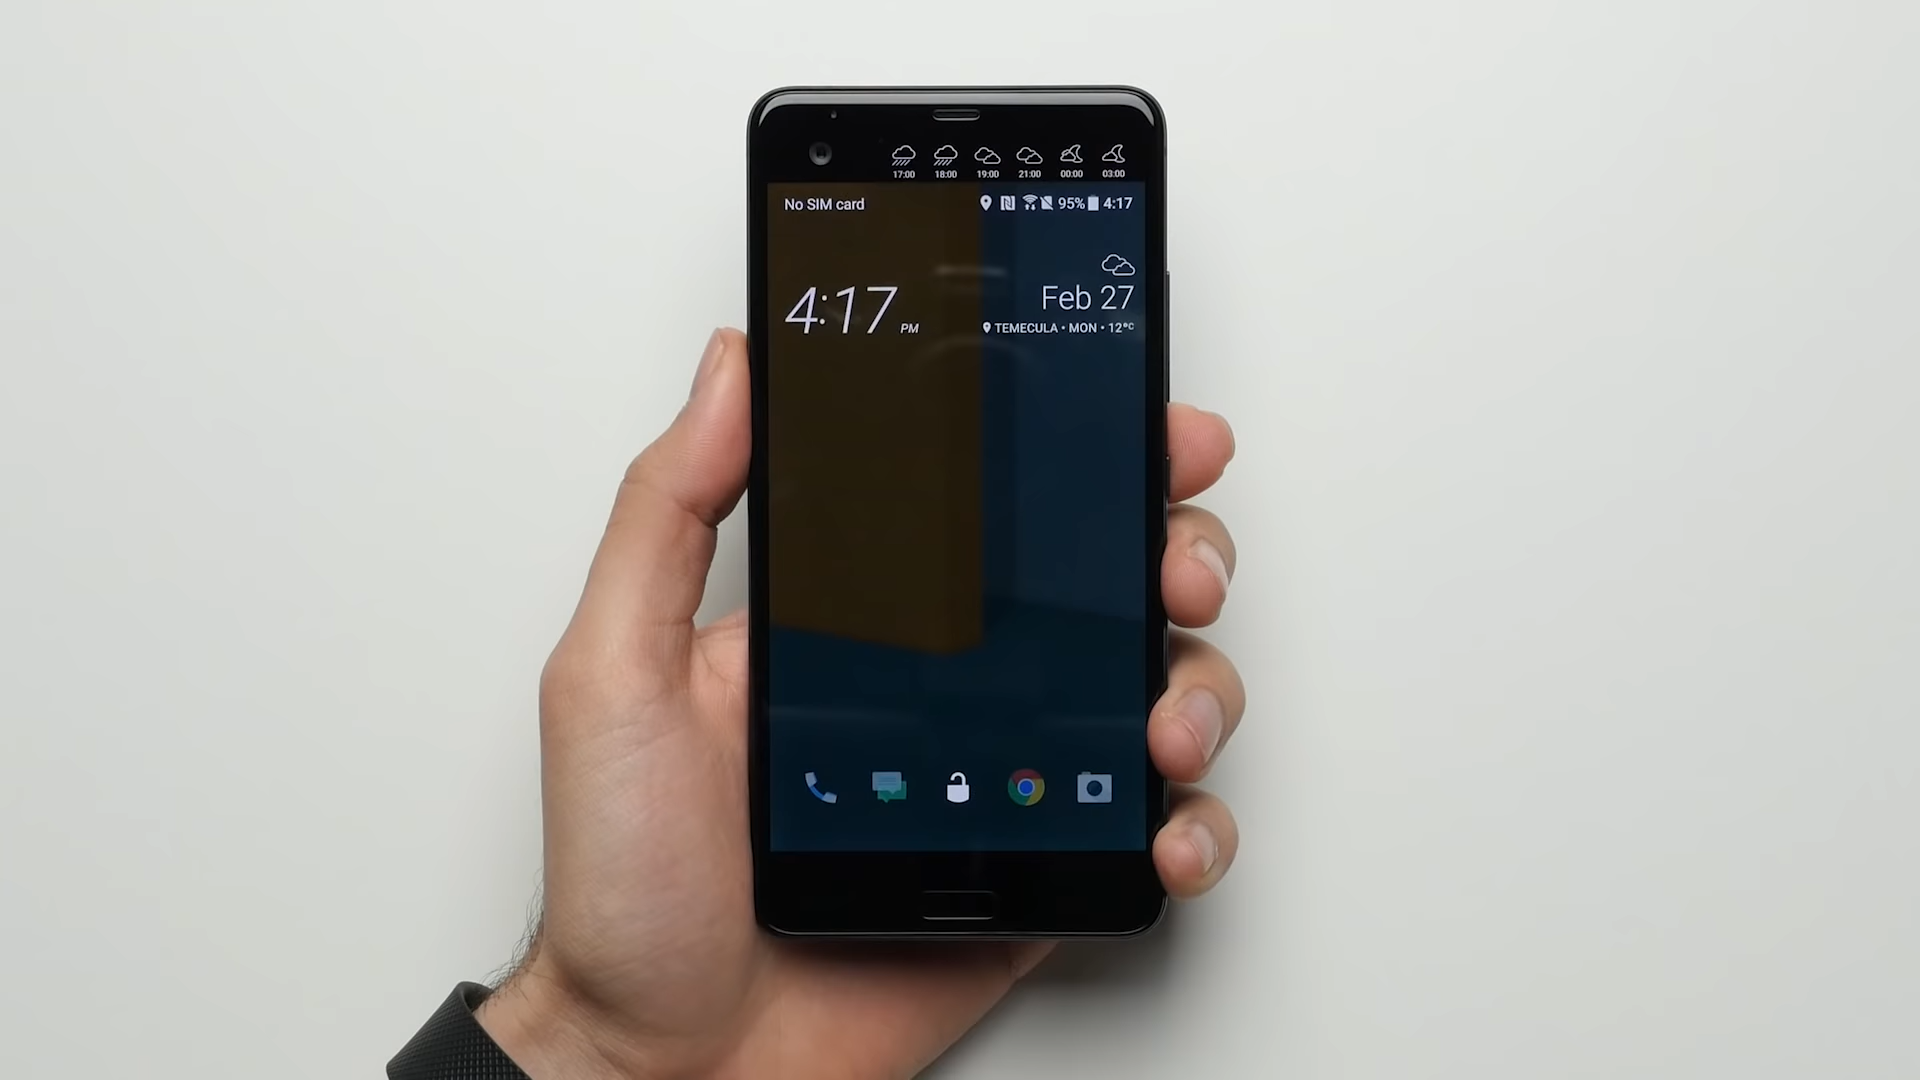 17:00 18:00 19:00 21:00 00:00 03:00
No SIM card 95% 4:17
4:17 PM
Feb 27
TEMECULA • MON • 12°C